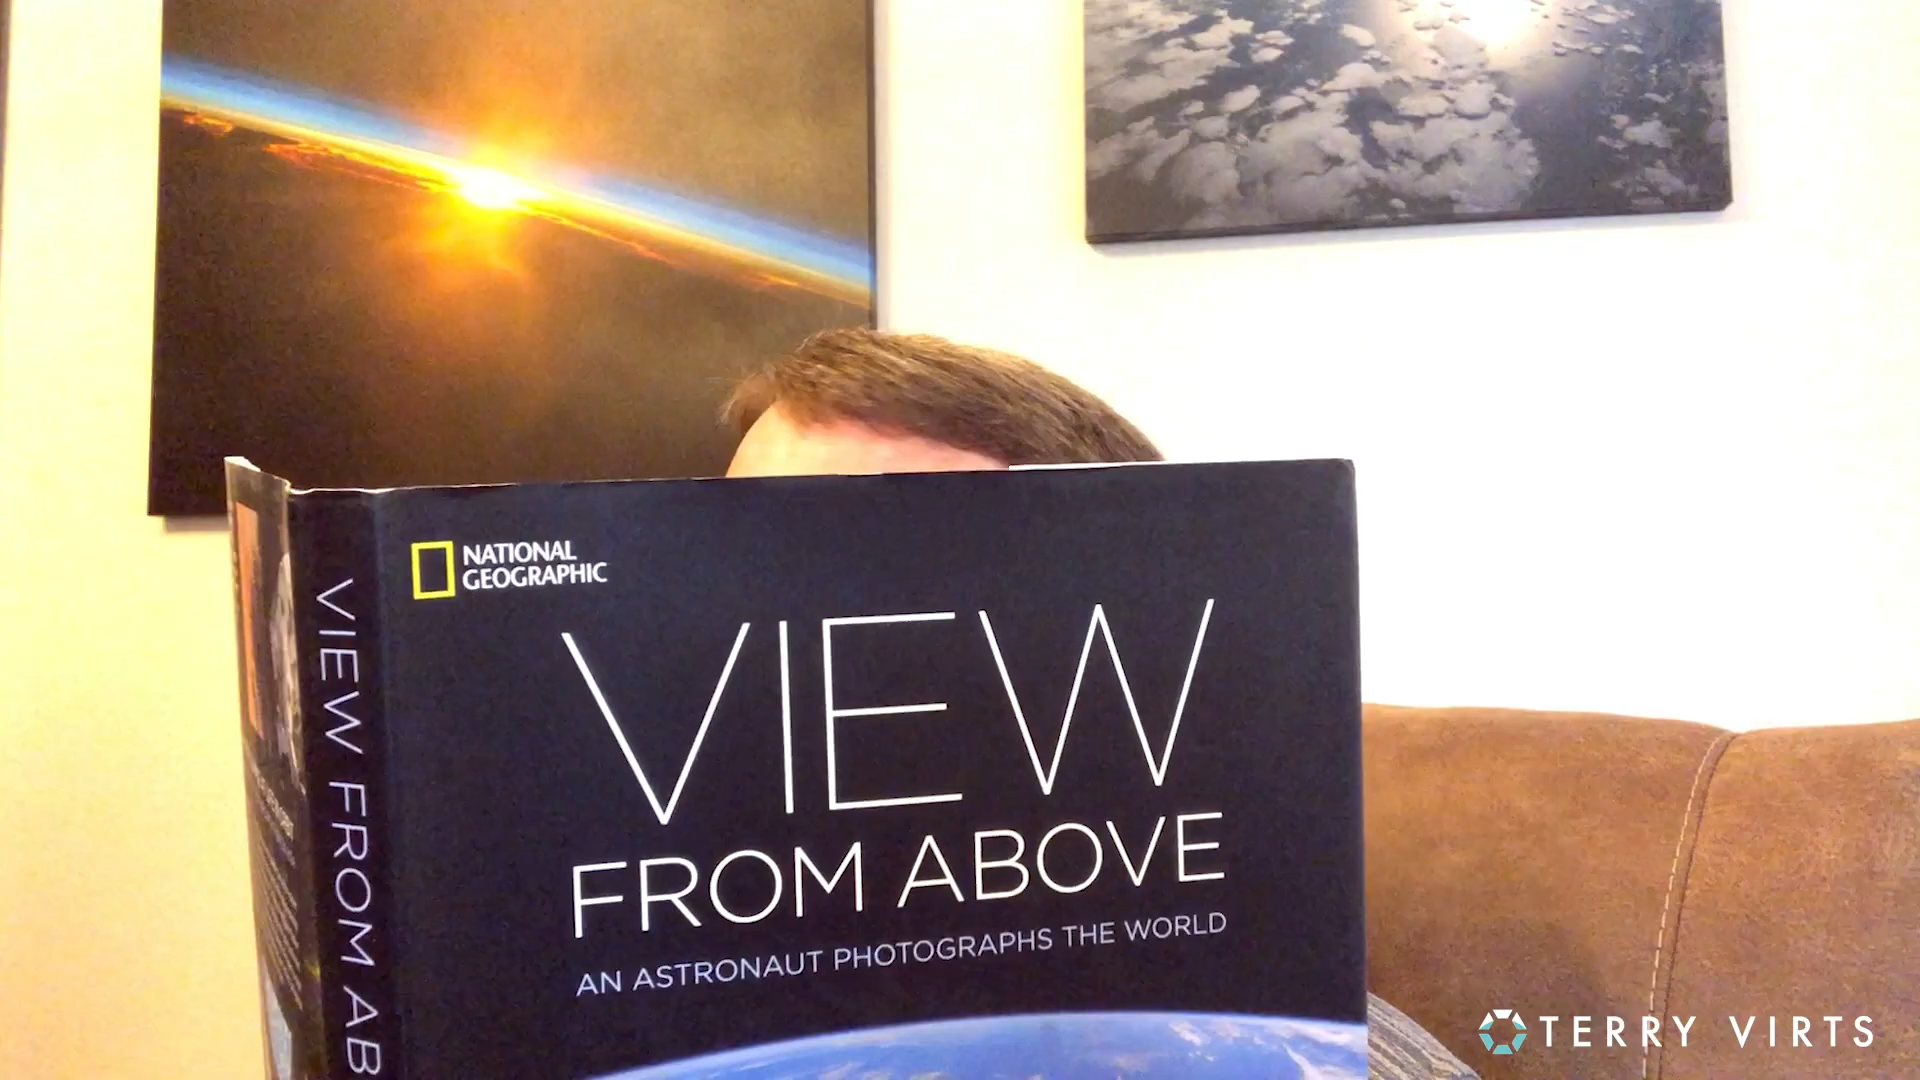 NATIONAL
GEOGRAPHIC
VIEW
FROM ABOVE
AN ASTRONAUT PHOTOGRAPHS THE WORLD
VIEW FROM AB
TERRY VIRTS